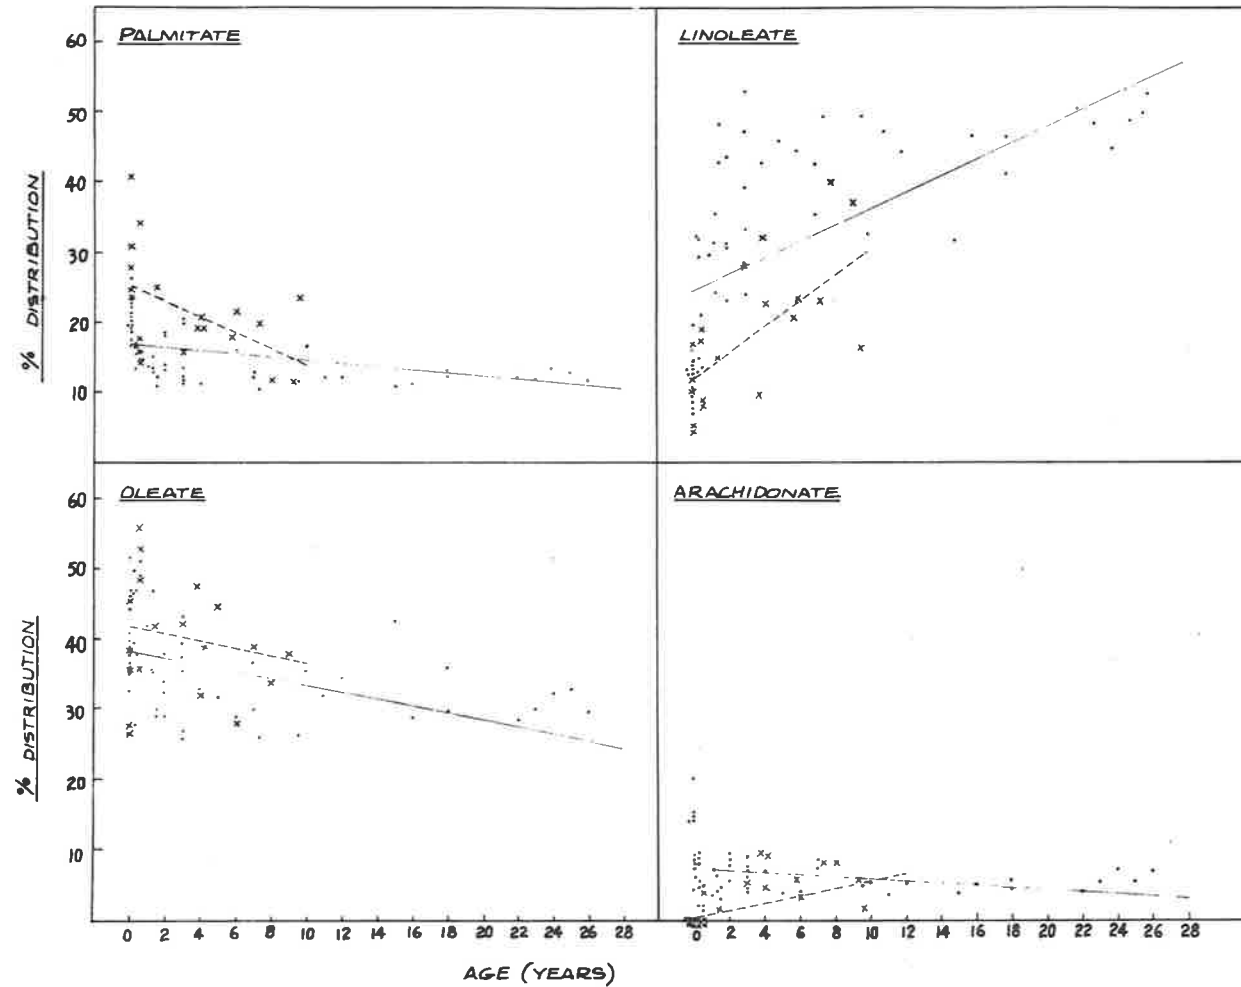 PALMITATE
LINOLEATE
60
50
40
30
20
10
% DISTRIBUTION
OLEATE
ARACHIDONATE
60
50
40
30
20
10
% DISTRIBUTION
0 2 4 6 8 10 12 14 16 18 20 22 24 26 28
0 2 4 6 8 10 12 14 16 18 20 22 24 26 28
AGE (YEARS)